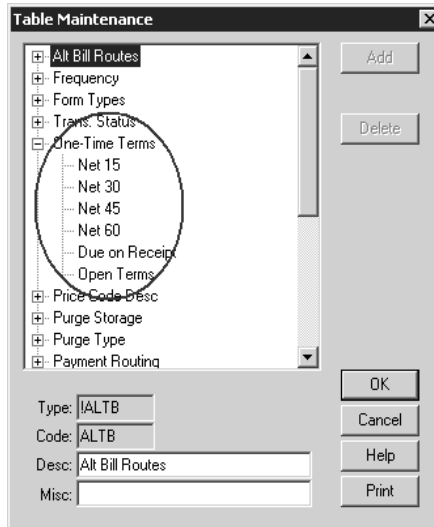 Table Maintenance
Alt Bill Routes
Add
Frequency
Form Types
Trans. Status
Delete
One-Time Terms
Net 15
Net 30
Net 45
Net 60
Due on Receipt
Open Terms
Price Code Desc
Purge Storage
Purge Type
Payment Routing
OK
Type: !ALTB
Cancel
Code: ALTB
Help
Desc: Alt Bill Routes
Print
Misc: